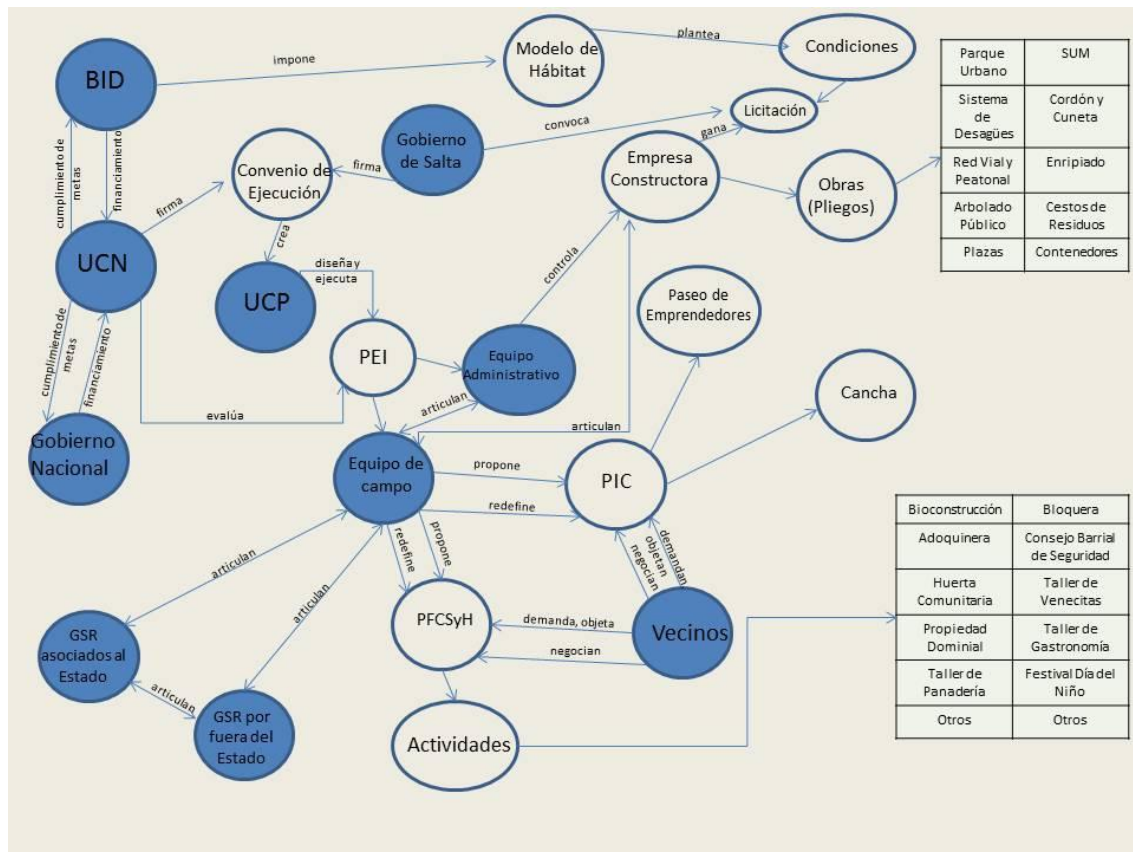 BID
impone
Modelo de
Hábitat
plantea
Condiciones
Licitación
convoca
gana
Gobierno
de Salta
firma
Convenio de
Ejecución
firma
crea
cumplimiento de
metas
financiamiento
UCN
UCP
diseña y
ejecuta
Empresa
Constructora
Obras
(Pliegos)
Parque
Urbano
SUM
Sistema
de
Desagües
Cordón y
Cuneta
Red Vial y
Peatonal
Enripiado
Arbolado
Público
Cestos de
Residuos
Plazas
Contenedores
controla
Paseo de
Emprendedores
PEI
Equipo
Administrativo
cumplimiento de
metas
financiamiento
evalúa
articulan
articulan
Cancha
Gobierno
Nacional
Equipo de
campo
propone
redefine
PIC
redefine
propone
negocian
objetan
demandan
articulan
articulan
GSR
asociados al
Estado
articulan
GSR por
fuera del
Estado
PFCSyH
demanda, objeta
negocian
Vecinos
Actividades
Bioconstrucción
Bloquera
Adoquinera
Consejo Barrial
de Seguridad
Huerta
Comunitaria
Taller de
Venecitas
Propiedad
Dominial
Taller de
Gastronomía
Taller de
Panadería
Festival Día del
Niño
Otros
Otros